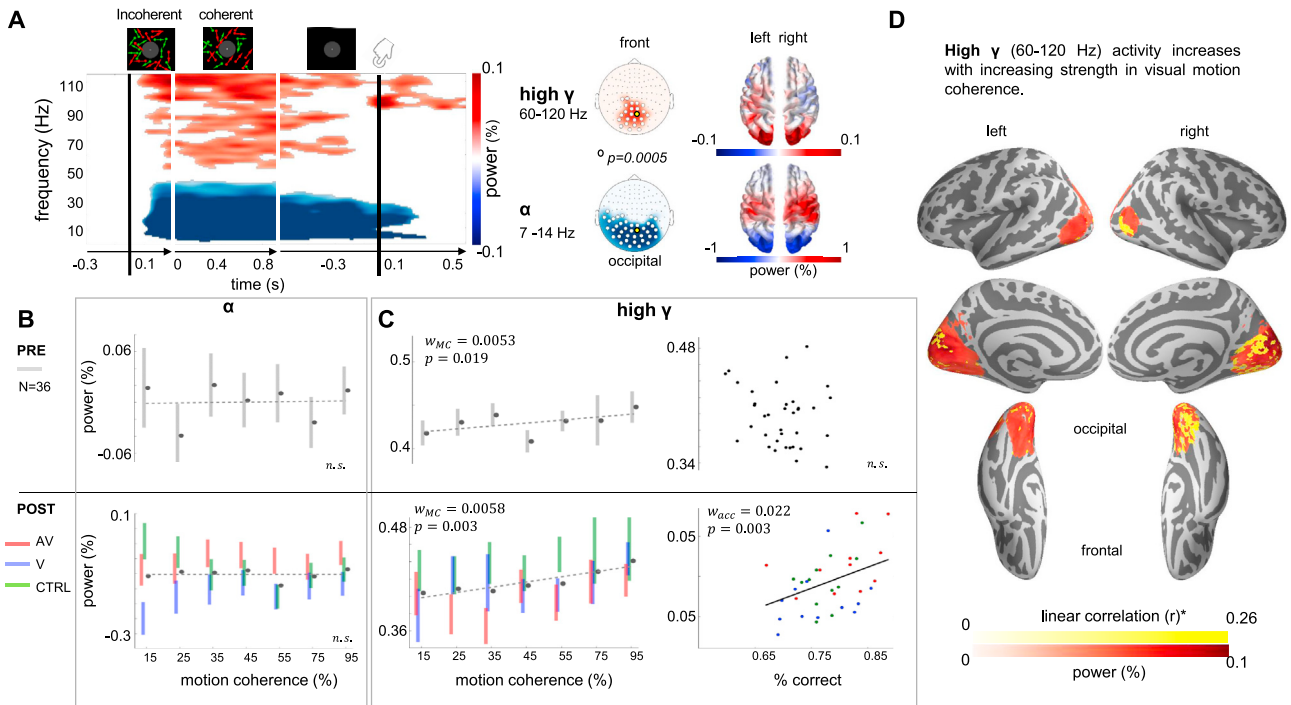 A
Incoherent
coherent
110
90
70
50
30
10
frequency (Hz)
-0.3
0.1
0
0.4
0.8
-0.3
0.1
0.5
time (s)
0.1
power (%)
-0.1
high γ
60-120 Hz
front
o p=0.0005
α
7 -14 Hz
occipital
left right
-0.1
0.1
-1
1
power (%)
B
α
PRE
N=36
0.06
power (%)
-0.06
n.s.
POST
AV
V
CTRL
0.1
power (%)
-0.3
n.s.
15 25 35 45 55 75 95
motion coherence (%)
C
high γ
w_MC = 0.0053
p = 0.019
0.5
0.4
0.48
0.34
n.s.
w_MC = 0.0058
p = 0.003
0.48
0.36
15 25 35 45 55 75 95
motion coherence (%)
w_acc = 0.022
p = 0.003
0.05
0.05
0.65 0.75 0.85
% correct
D
High γ (60-120 Hz) activity increases
with increasing strength in visual motion
coherence.
left
right
occipital
frontal
linear correlation (r)*
0
0.26
0
0.1
power (%)